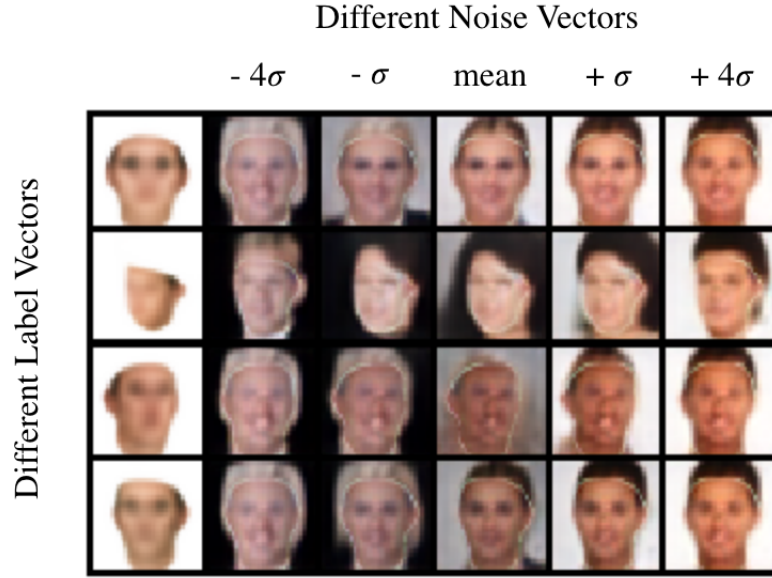 Different Noise Vectors
- 4σ - σ mean + σ + 4σ
Different Label Vectors